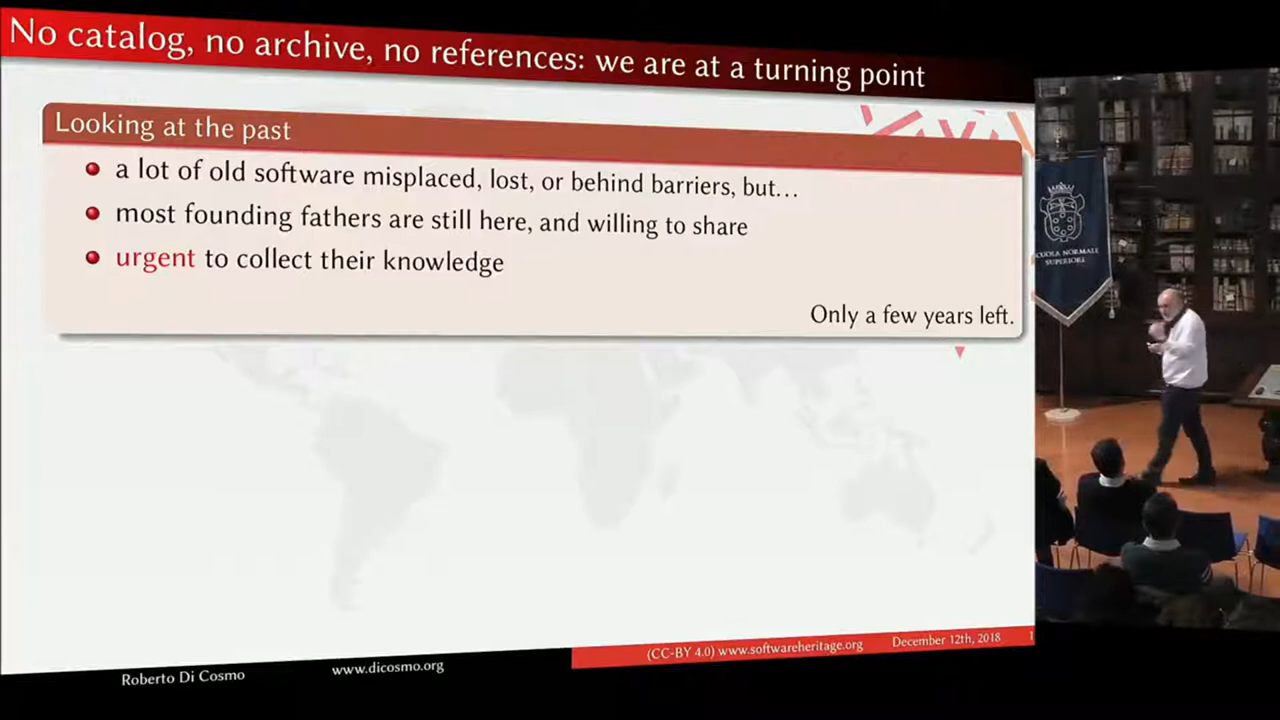 No catalog, no archive, no references: we are at a turning point
Looking at the past
a lot of old software misplaced, lost, or behind barriers, but…
most founding fathers are still here, and willing to share
urgent to collect their knowledge
Only a few years left.
SCUOLA NORMALE
SUPERIORE
Roberto Di Cosmo
www.dicosmo.org
(CC-BY 4.0) www.softwareheritage.org
December 12th, 2018
1